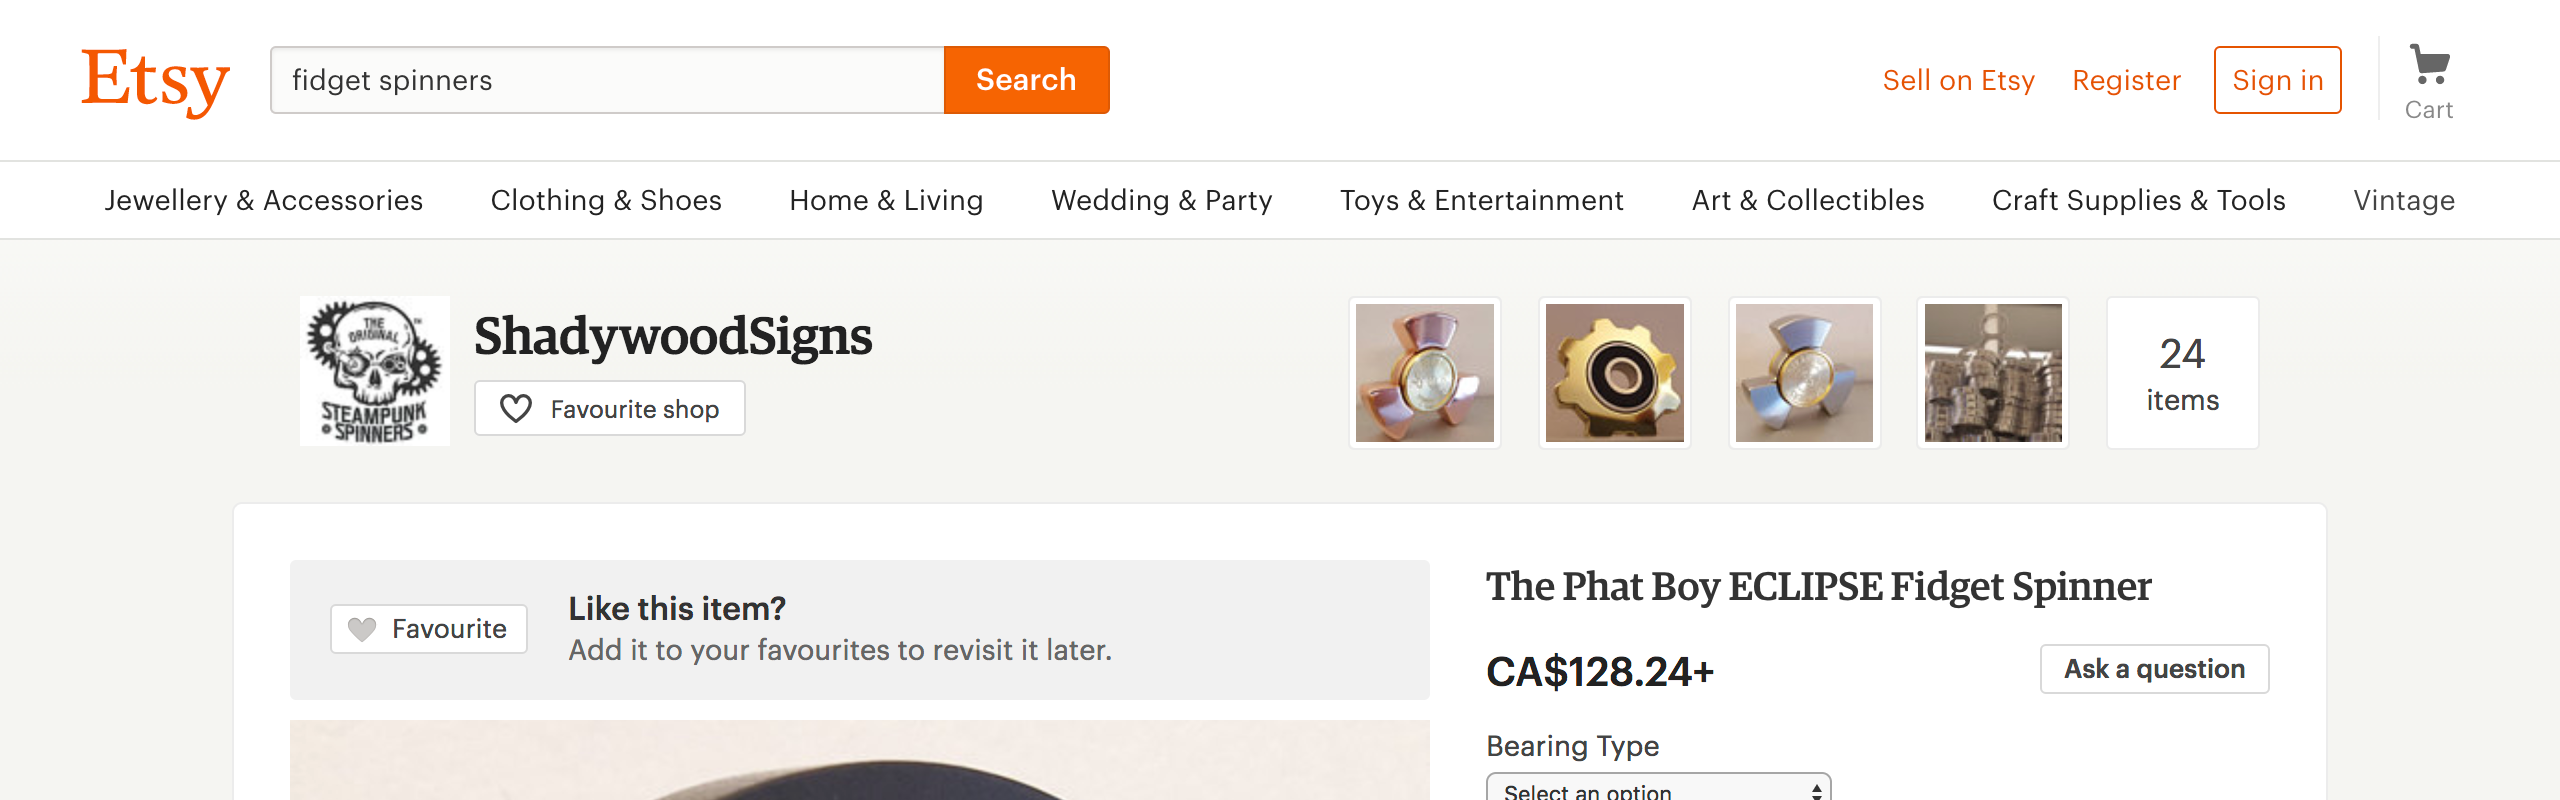 Etsy
fidget spinners
Search
Sell on Etsy
Register
Sign in
Cart
Jewellery & Accessories
Clothing & Shoes
Home & Living
Wedding & Party
Toys & Entertainment
Art & Collectibles
Craft Supplies & Tools
Vintage
THE
ORIGINAL
STEAMPUNK
SPINNERS
ShadywoodSigns
Favourite shop
24
items
Favourite
Like this item?
Add it to your favourites to revisit it later.
The Phat Boy ECLIPSE Fidget Spinner
CA$128.24+
Ask a question
Bearing Type
Select an option